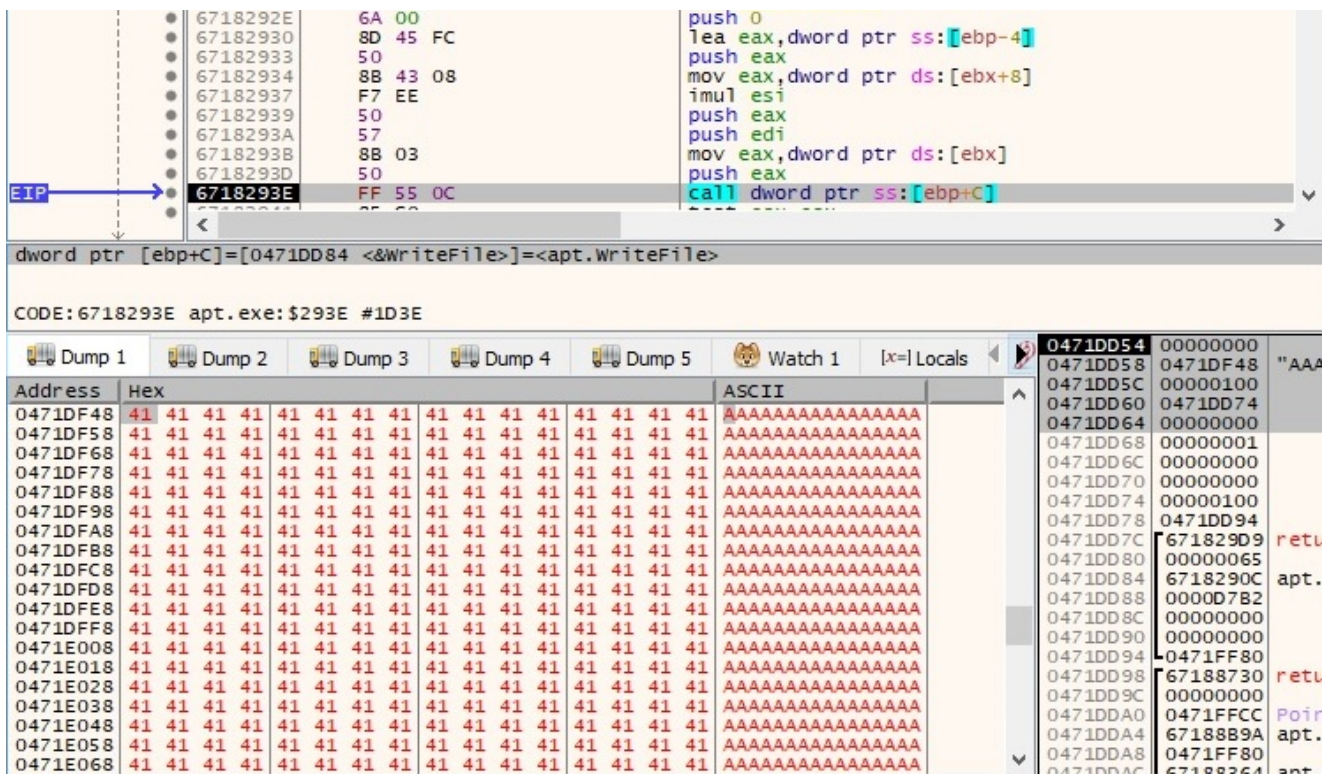 6718292E 6A 00 push 0
67182930 8D 45 FC lea eax,dword ptr ss:[ebp-4]
67182933 50 push eax
67182934 8B 43 08 mov eax,dword ptr ds:[ebx+8]
67182937 F7 EE imul esi
67182939 50 push eax
6718293A 57 push edi
6718293B 8B 03 mov eax,dword ptr ds:[ebx]
6718293D 50 push eax
EIP 6718293E FF 55 0C call dword ptr ss:[ebp+C]
dword ptr [ebp+C]=[0471DD84 <&WriteFile>]=<apt.WriteFile>
CODE:6718293E apt.exe:$293E #1D3E
Dump 1 Dump 2 Dump 3 Dump 4 Dump 5 Watch 1 [x=] Locals
Address Hex ASCII
0471DF48 41 41 41 41 41 41 41 41 41 41 41 41 41 41 41 41 AAAAAAAAAAAAAAAA
0471DF58 41 41 41 41 41 41 41 41 41 41 41 41 41 41 41 41 AAAAAAAAAAAAAAAA
0471DF68 41 41 41 41 41 41 41 41 41 41 41 41 41 41 41 41 AAAAAAAAAAAAAAAA
0471DF78 41 41 41 41 41 41 41 41 41 41 41 41 41 41 41 41 AAAAAAAAAAAAAAAA
0471DF88 41 41 41 41 41 41 41 41 41 41 41 41 41 41 41 41 AAAAAAAAAAAAAAAA
0471DF98 41 41 41 41 41 41 41 41 41 41 41 41 41 41 41 41 AAAAAAAAAAAAAAAA
0471DFA8 41 41 41 41 41 41 41 41 41 41 41 41 41 41 41 41 AAAAAAAAAAAAAAAA
0471DFB8 41 41 41 41 41 41 41 41 41 41 41 41 41 41 41 41 AAAAAAAAAAAAAAAA
0471DFC8 41 41 41 41 41 41 41 41 41 41 41 41 41 41 41 41 AAAAAAAAAAAAAAAA
0471DFD8 41 41 41 41 41 41 41 41 41 41 41 41 41 41 41 41 AAAAAAAAAAAAAAAA
0471DFE8 41 41 41 41 41 41 41 41 41 41 41 41 41 41 41 41 AAAAAAAAAAAAAAAA
0471DFF8 41 41 41 41 41 41 41 41 41 41 41 41 41 41 41 41 AAAAAAAAAAAAAAAA
0471E008 41 41 41 41 41 41 41 41 41 41 41 41 41 41 41 41 AAAAAAAAAAAAAAAA
0471E018 41 41 41 41 41 41 41 41 41 41 41 41 41 41 41 41 AAAAAAAAAAAAAAAA
0471E028 41 41 41 41 41 41 41 41 41 41 41 41 41 41 41 41 AAAAAAAAAAAAAAAA
0471E038 41 41 41 41 41 41 41 41 41 41 41 41 41 41 41 41 AAAAAAAAAAAAAAAA
0471E048 41 41 41 41 41 41 41 41 41 41 41 41 41 41 41 41 AAAAAAAAAAAAAAAA
0471E058 41 41 41 41 41 41 41 41 41 41 41 41 41 41 41 41 AAAAAAAAAAAAAAAA
0471E068 41 41 41 41 41 41 41 41 41 41 41 41 41 41 41 41 AAAAAAAAAAAAAAAA
0471DD54 00000000
0471DD58 0471DF48 "AAA
0471DD5C 00000100
0471DD60 0471DD74
0471DD64 00000000
0471DD68 00000001
0471DD6C 00000000
0471DD70 00000000
0471DD74 00000100
0471DD78 0471DD94
0471DD7C 671829D9 retu
0471DD80 00000065
0471DD84 6718290C apt.
0471DD88 0000D7B2
0471DD8C 00000000
0471DD90 00000000
0471DD94 0471FF80
0471DD98 67188730 retu
0471DD9C 00000000
0471DDA0 0471FFCC Poin
0471DDA4 67188B9A apt.
0471DDA8 0471FF80
0471DDAC 67188364 apt